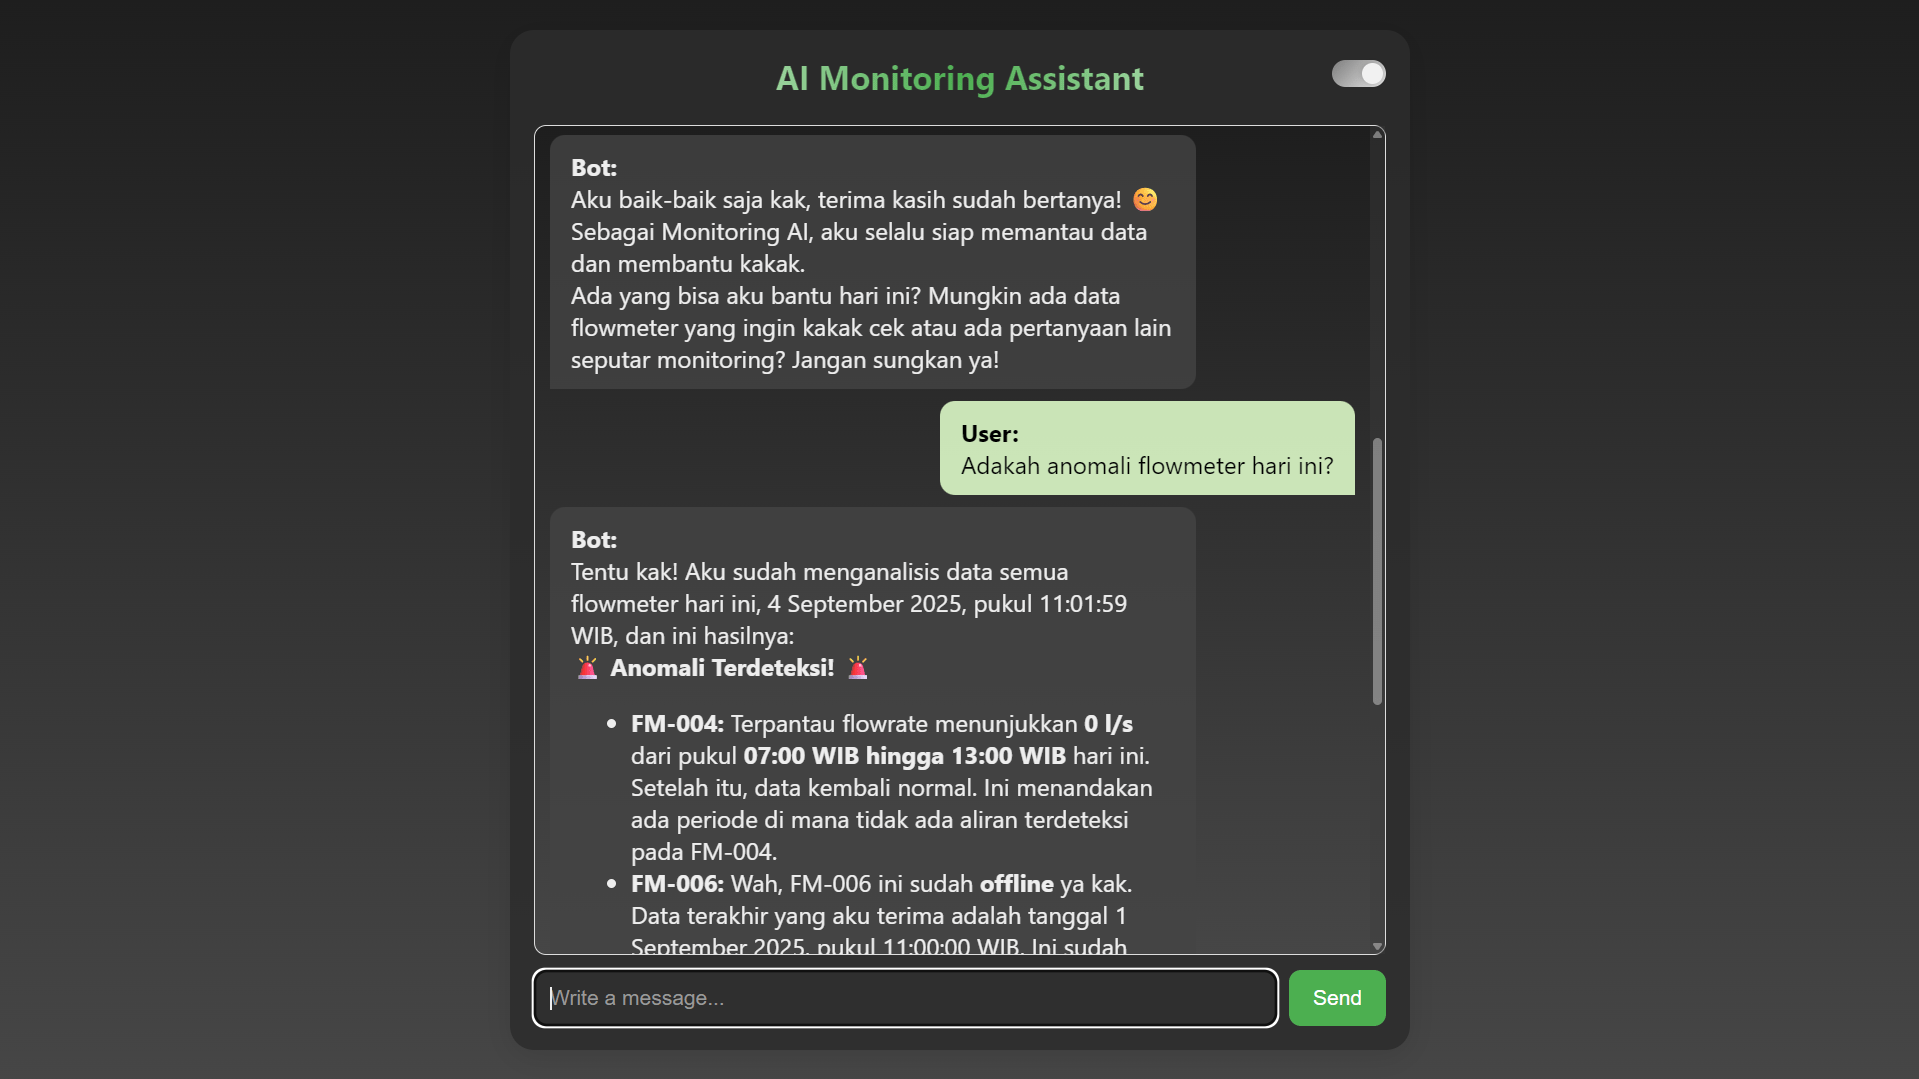 AI Monitoring Assistant
Bot:
Aku baik-baik saja kak, terima kasih sudah bertanya! 😊
Sebagai Monitoring AI, aku selalu siap memantau data
dan membantu kakak.
Ada yang bisa aku bantu hari ini? Mungkin ada data
flowmeter yang ingin kakak cek atau ada pertanyaan lain
seputar monitoring? Jangan sungkan ya!
User:
Adakah anomali flowmeter hari ini?
Bot:
Tentu kak! Aku sudah menganalisis data semua
flowmeter hari ini, 4 September 2025, pukul 11:01:59
WIB, dan ini hasilnya:
🚨 Anomali Terdeteksi! 🚨
• FM-004: Terpantau flowrate menunjukkan 0 l/s
dari pukul 07:00 WIB hingga 13:00 WIB hari ini.
Setelah itu, data kembali normal. Ini menandakan
ada periode di mana tidak ada aliran terdeteksi
pada FM-004.
• FM-006: Wah, FM-006 ini sudah offline ya kak.
Data terakhir yang aku terima adalah tanggal 1
September 2025, pukul 11:00:00 WIB. Ini sudah
Write a message...
Send